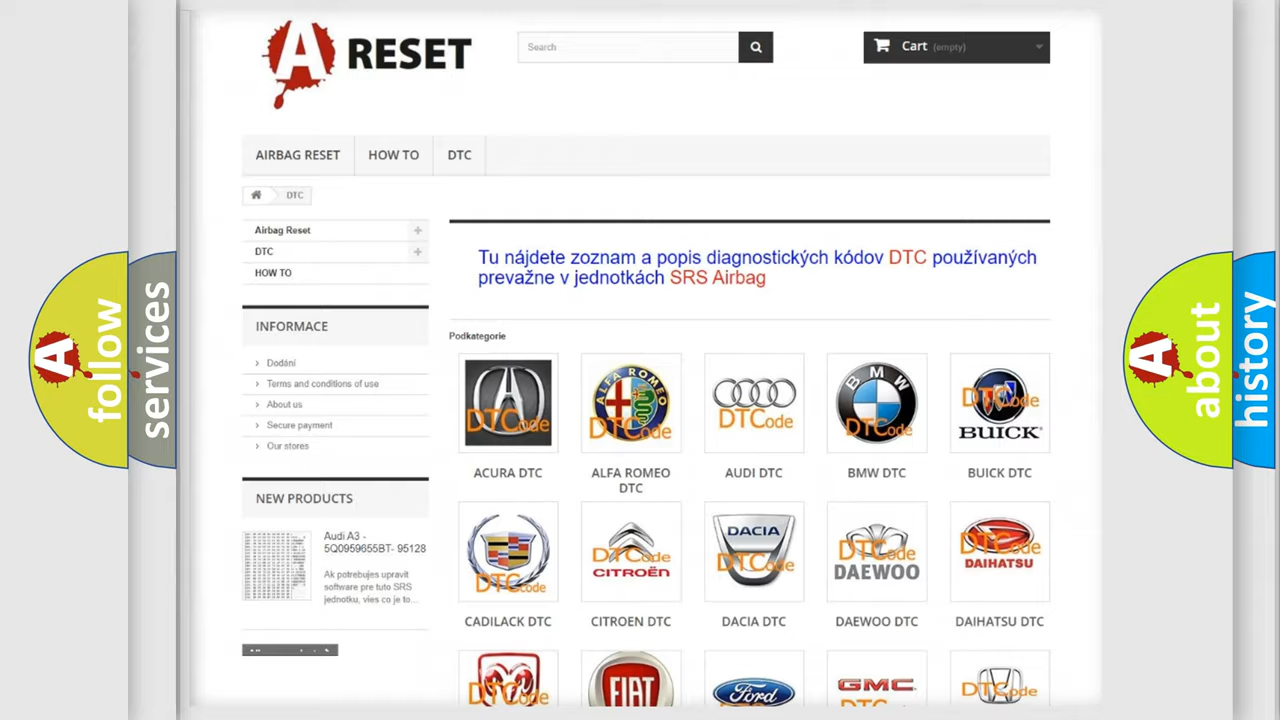 A RESET
Search
Cart (empty)
AIRBAG RESET
HOW TO
DTC
DTC
Airbag Reset
DTC
HOW TO
INFORMACE
Dodání
Terms and conditions of use
About us
Secure payment
Our stores
NEW PRODUCTS
Audi A3 -
5Q0959655BT- 95128
Ak potrebujes upravit
software pre tuto SRS
jednotku, vies co je to...
Tu nájdete zoznam a popis diagnostických kódov DTC používaných
prevažne v jednotkách SRS Airbag
Podkategorie
DTCode
ACURA DTC
ALFA ROMEO
DTCode
ALFA ROMEO
DTC
DTCode
AUDI DTC
BMW
DTCode
BMW DTC
DTCode
BUICK
BUICK DTC
DTCode
CADILACK DTC
DTCode
CITROËN
CITROEN DTC
DACIA
DTCode
DACIA DTC
DTCode
DAEWOO
DAEWOO DTC
DTCode
DAIHATSU
DAIHATSU DTC
DTCode
FIAT
Ford
GMC
DTCode
A follow
services
A about
history